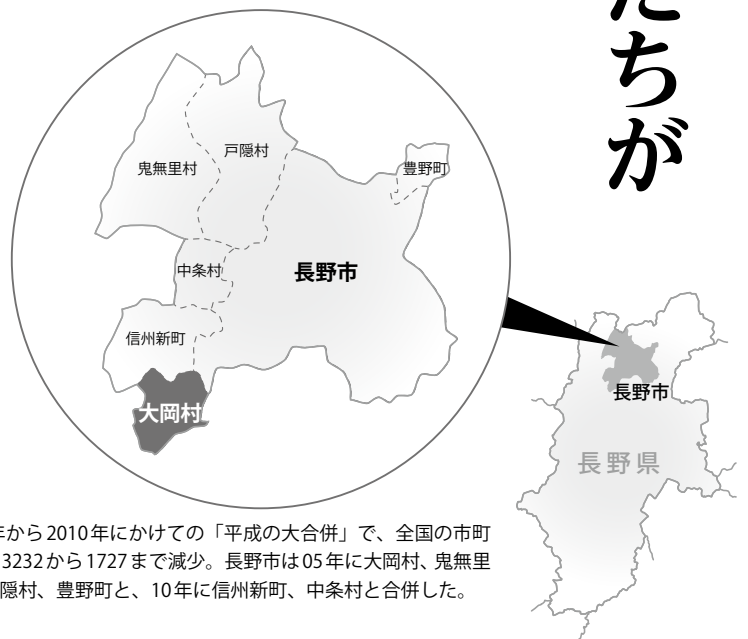 たちが
戸隠村
鬼無里村
豊野町
中条村
長野市
信州新町
大岡村
長野市
長野県
年から2010年にかけての「平成の大合併」で、全国の市町
3232から1727まで減少。長野市は05年に大岡村、鬼無里
隠村、豊野町と、10年に信州新町、中条村と合併した。